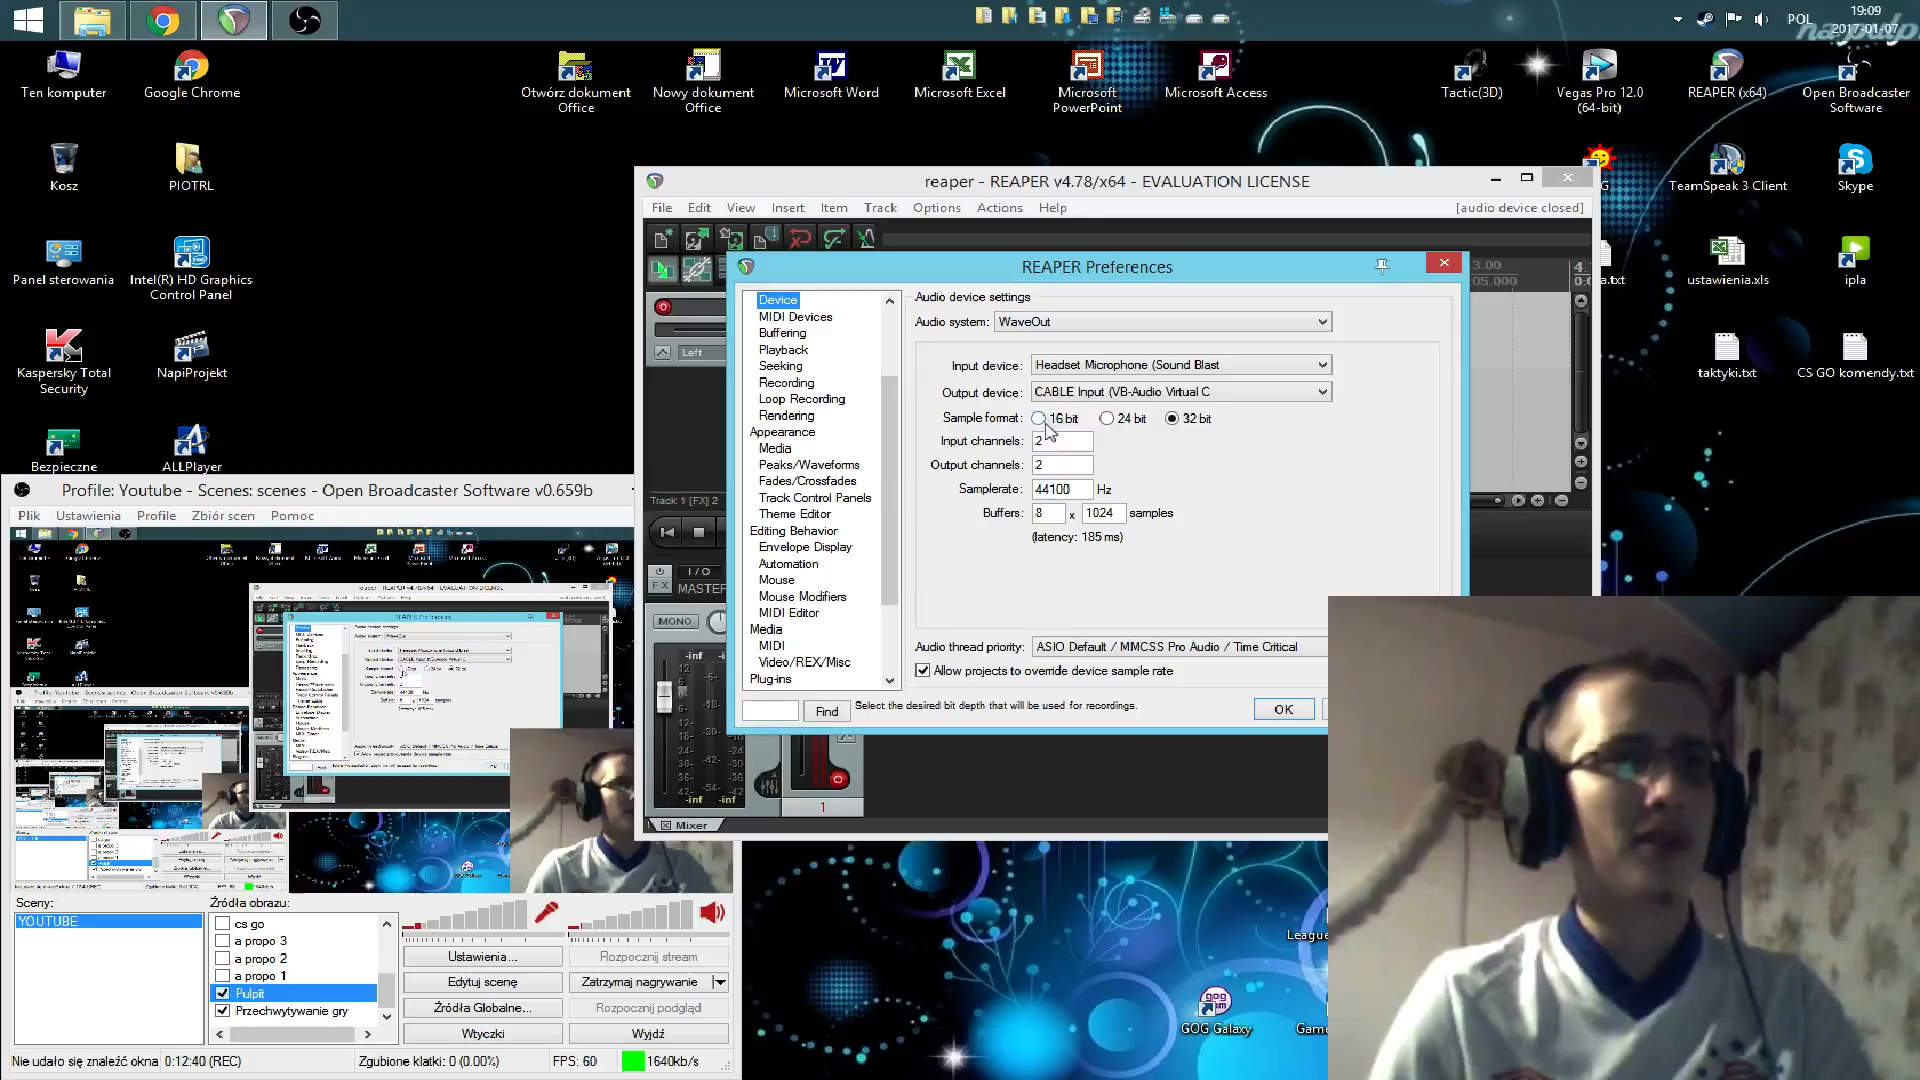 POL
19:09
2017-01-07
Ten komputer
Google Chrome
Otwórz dokument
Office
Nowy dokument
Office
Microsoft Word
Microsoft Excel
Microsoft
PowerPoint
Microsoft Access
Tactic(3D)
Vegas Pro 12.0
(64-bit)
REAPER (x64)
Open Broadcaster
Software
Kosz
PIOTRL
TeamSpeak 3 Client
Skype
Panel sterowania
Intel(R) HD Graphics
Control Panel
ustawienia.xls
ipla
Kaspersky Total
Security
NapiProjekt
taktyki.txt
CS GO komendy.txt
Bezpieczne
ALLPlayer
reaper - REAPER v4.78/x64 - EVALUATION LICENSE
File Edit View Insert Item Track Options Actions Help
[audio device closed]
REAPER Preferences
Device
MIDI Devices
Buffering
Playback
Seeking
Recording
Loop Recording
Rendering
Appearance
Media
Peaks/Waveforms
Fades/Crossfades
Track Control Panels
Theme Editor
Editing Behavior
Envelope Display
Automation
Mouse
Mouse Modifiers
MIDI Editor
Media
MIDI
Video/REX/Misc
Plug-ins
Find
Audio device settings
Audio system: WaveOut
Input device: Headset Microphone (Sound Blast
Output device: CABLE Input (VB-Audio Virtual C
Sample format: 16 bit 24 bit 32 bit
Input channels: 2
Output channels: 2
Samplerate: 44100 Hz
Buffers: 8 x 1024 samples
(latency: 185 ms)
Audio thread priority: ASIO Default / MMCSS Pro Audio / Time Critical
Allow projects to override device sample rate
Select the desired bit depth that will be used for recordings.
OK
Left
Track: 1 [FX] 2
I/O
FX
MASTER
MONO
-inf -inf
-inf -inf
1
Mixer
Profile: Youtube - Scenes: scenes - Open Broadcaster Software v0.659b
Plik Ustawienia Profile Zbiór scen Pomoc
Sceny:
YOUTUBE
Źródła obrazu:
cs go
a propo 3
a propo 2
a propo 1
Pulpit
Przechwytywanie gry
Ustawienia...
Edytuj scenę
Źródła Globalne...
Wtyczki
Rozpocznij stream
Zatrzymaj nagrywanie
Rozpocznij podgląd
Wyjdź
Nie udało się znaleźć okna
0:12:40 (REC)
Zgubione klatki: 0 (0.00%)
FPS: 60
1640kb/s
League
GOG Galaxy
Game